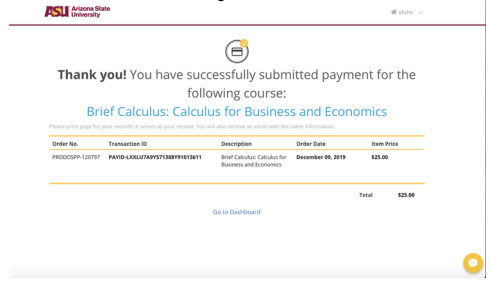 ASU Arizona State University
efuhs
Thank you! You have successfully submitted payment for the
following course:
Brief Calculus: Calculus for Business and Economics
Please print page for your records; it serves as your receipt. You will also receive an email with the same information.
Order No. Transaction ID Description Order Date Item Price
PRODOSPP-120797 PAYID-LXXLU7A9Y571388Y91013611 Brief Calculus: Calculus for December 09, 2019 $25.00
Business and Economics
Total $25.00
Go to Dashboard